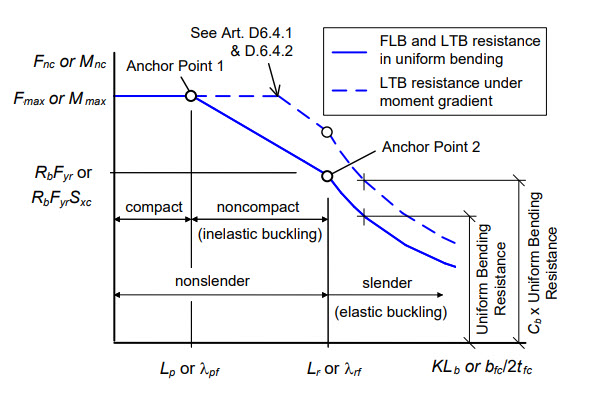 See Art. D6.4.1
& D.6.4.2
FLB and LTB resistance
in uniform bending
LTB resistance under
moment gradient
Fnc or Mnc
Anchor Point 1
Fmax or Mmax
Anchor Point 2
RbFyr or
RbFyrSxc
compact
noncompact
(inelastic buckling)
nonslender
slender
(elastic buckling)
Uniform Bending
Resistance
Cb x Uniform Bending
Resistance
Lp or λpf
Lr or λrf
KLb or bfc/2tfc